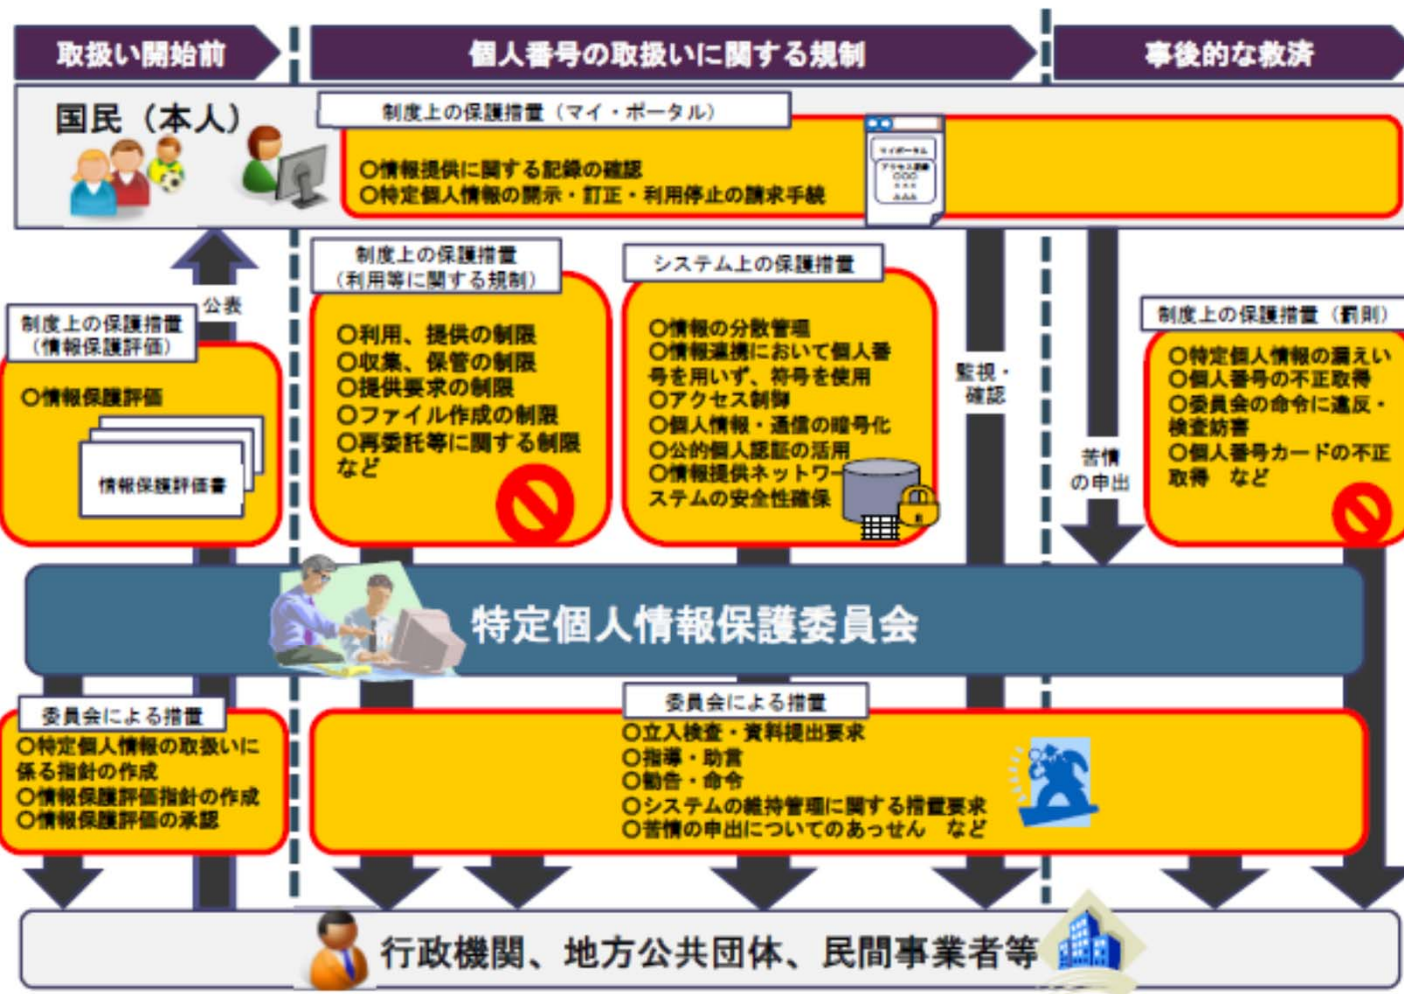 取扱い開始前
個人番号の取扱いに関する規制
事後的な救済
国民（本人）
制度上の保護措置（マイ・ポータル）
○情報提供に関する記録の確認
○特定個人情報の開示・訂正・利用停止の請求手続
マイポータル
アクセス記録
○○○
公表
制度上の保護措置
（情報保護評価）
○情報保護評価
情報保護評価書
制度上の保護措置
（利用等に関する規制）
○利用、提供の制限
○収集、保管の制限
○提供要求の制限
○ファイル作成の制限
○再委託等に関する制限
など
システム上の保護措置
○情報の分散管理
○情報連携において個人番
号を用いず、符号を使用
○アクセス制御
○個人情報・通信の暗号化
○公的個人認証の活用
○情報提供ネットワー
ステムの安全性確保
監視・
確認
苦情
の申出
制度上の保護措置（罰則）
○特定個人情報の漏えい
○個人番号の不正取得
○委員会の命令に違反・
検査妨害
○個人番号カードの不正
取得　など
特定個人情報保護委員会
委員会による措置
○特定個人情報の取扱いに
係る指針の作成
○情報保護評価指針の作成
○情報保護評価の承認
委員会による措置
○立入検査・資料提出要求
○指導・助言
○勧告・命令
○システムの維持管理に関する措置要求
○苦情の申出についてのあっせん　など
行政機関、地方公共団体、民間事業者等